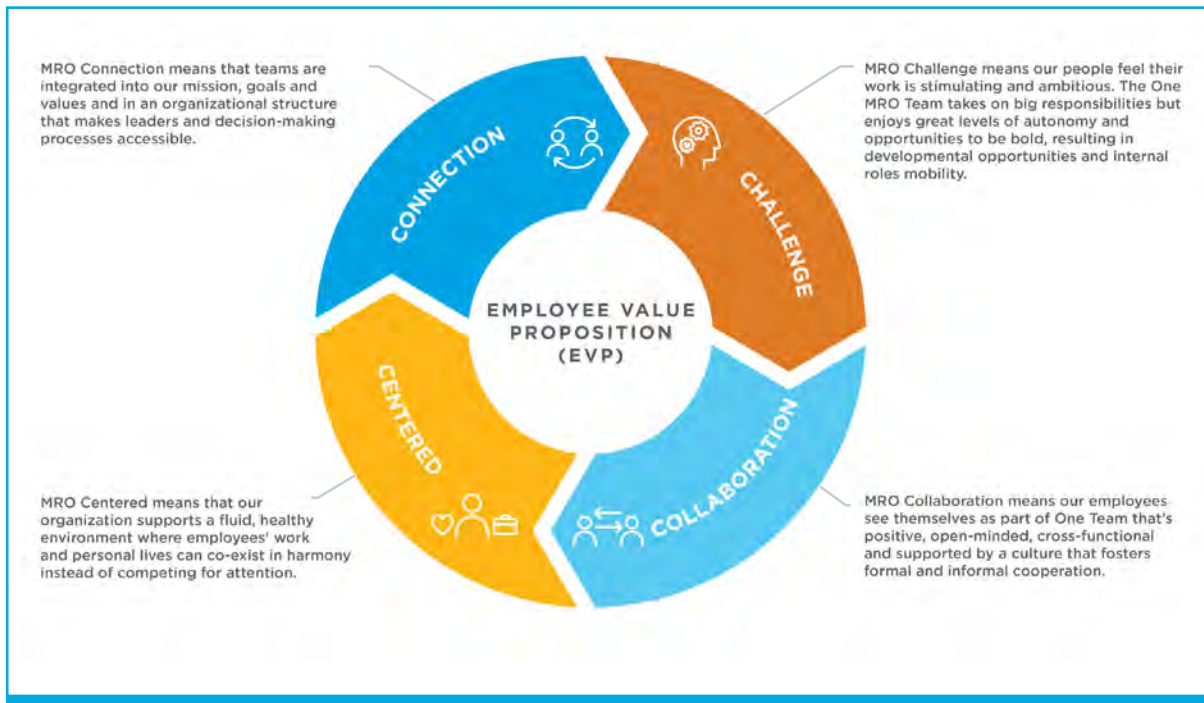 MRO Connection means that teams are
integrated into our mission, goals and
values and in an organizational structure
that makes leaders and decision-making
processes accessible.
MRO Challenge means our people feel their
work is stimulating and ambitious. The One
MRO Team takes on big responsibilities but
enjoys great levels of autonomy and
opportunities to be bold, resulting in
developmental opportunities and internal
roles mobility.
CONNECTION
CHALLENGE
EMPLOYEE VALUE
PROPOSITION
(EVP)
CENTERED
COLLABORATION
MRO Centered means that our
organization supports a fluid, healthy
environment where employees' work
and personal lives can co-exist in harmony
instead of competing for attention.
MRO Collaboration means our employees
see themselves as part of One Team that's
positive, open-minded, cross-functional
and supported by a culture that fosters
formal and informal cooperation.